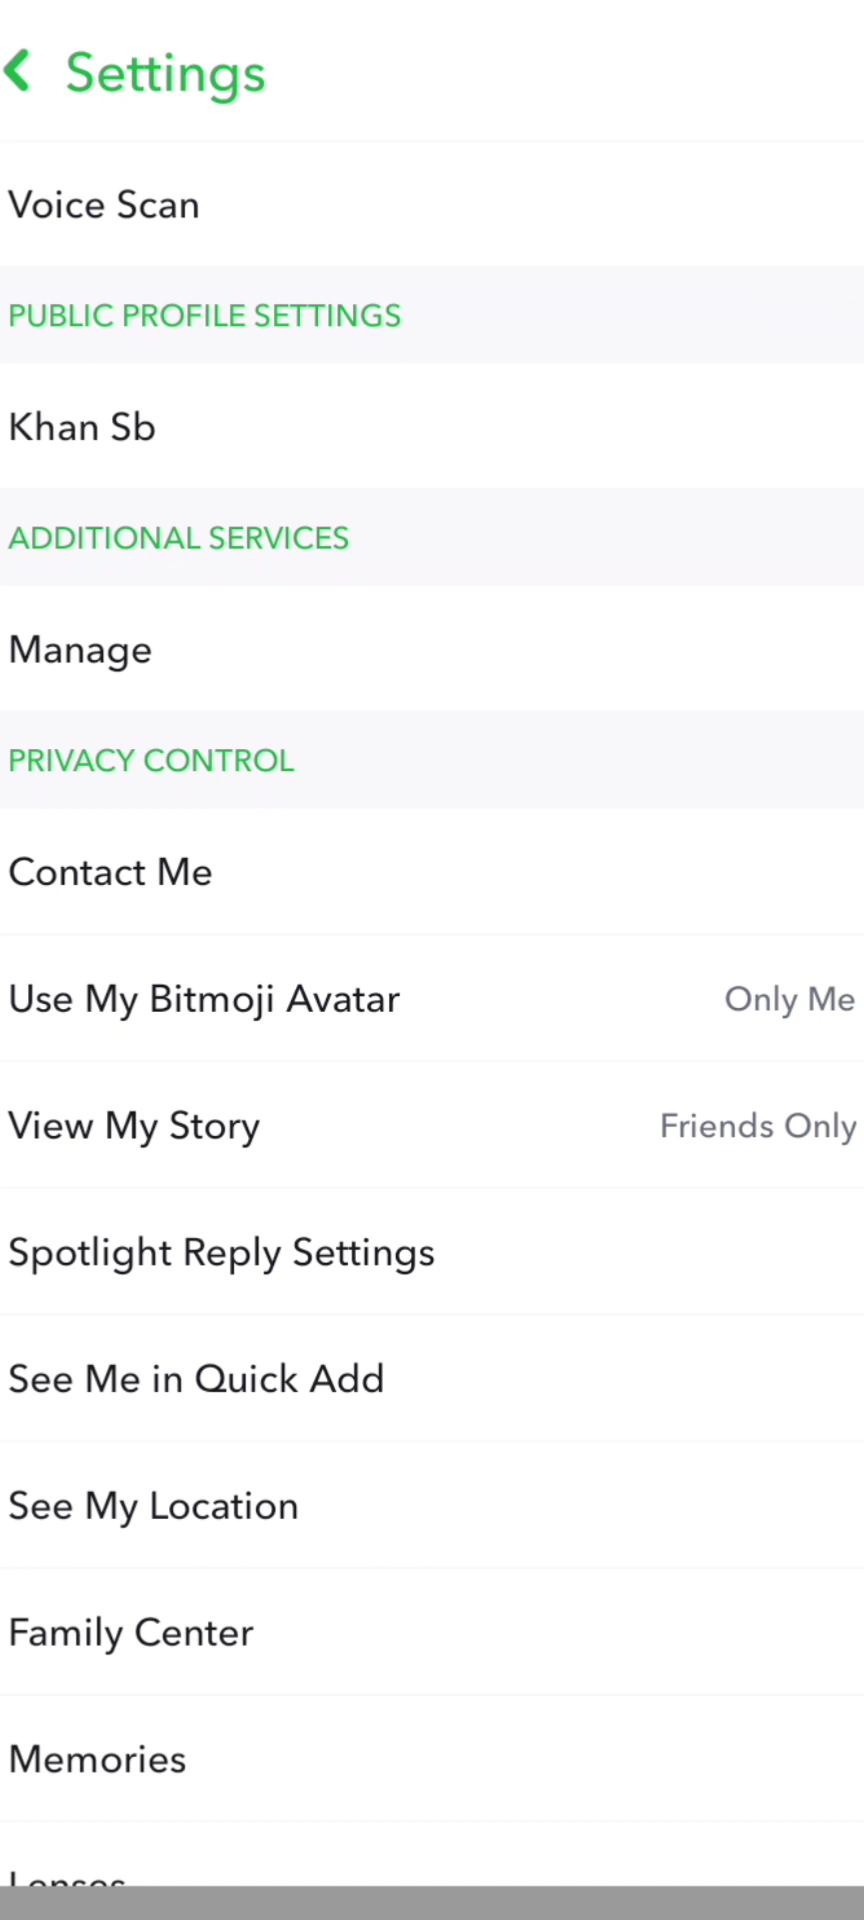 Settings
Voice Scan
PUBLIC PROFILE SETTINGS
Khan Sb
ADDITIONAL SERVICES
Manage
PRIVACY CONTROL
Contact Me
Use My Bitmoji Avatar Only Me
View My Story Friends Only
Spotlight Reply Settings
See Me in Quick Add
See My Location
Family Center
Memories
Lenses